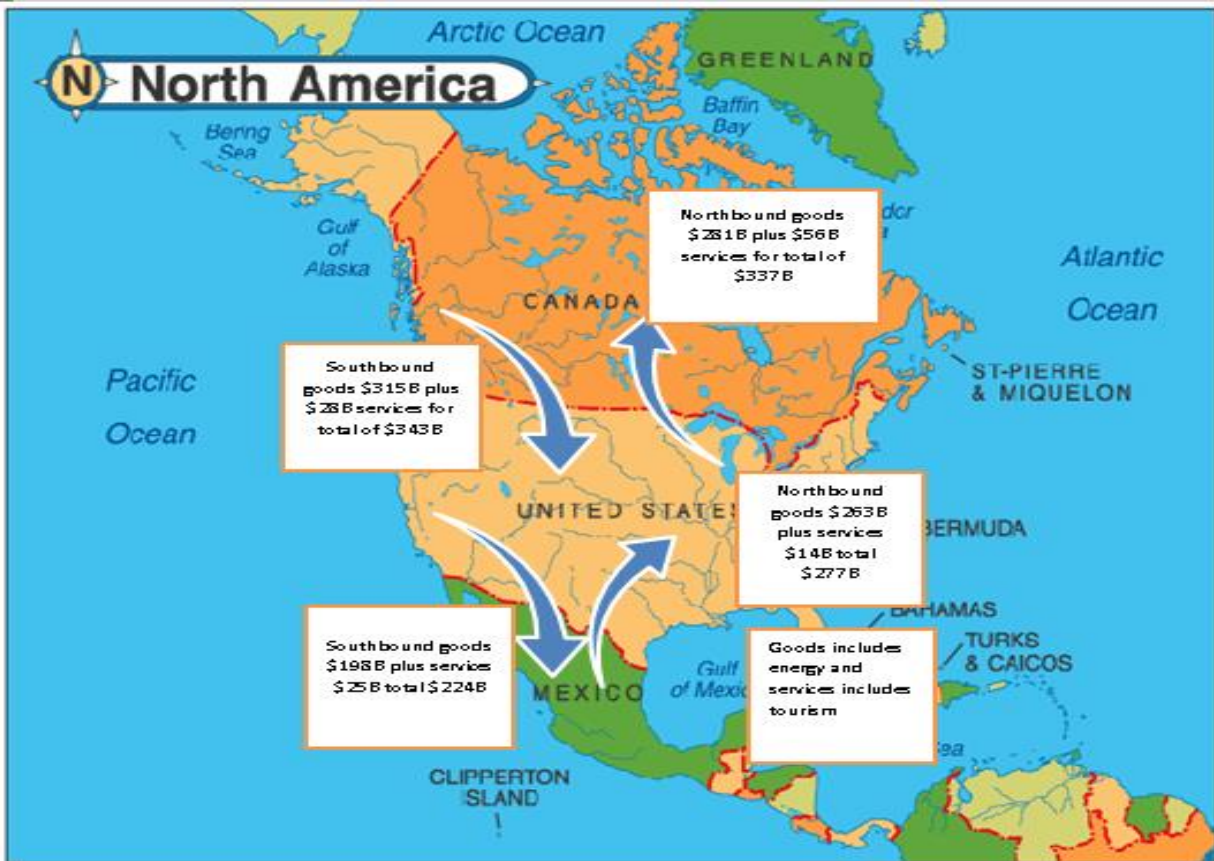 Arctic Ocean
GREENLAND
N North America
Baffin
Bay
Bering
Sea
Northbound goods
$281B plus $56B
services for total of
$337B
Gulf
of
Alaska
Atlantic
Ocean
CANADA
Southbound
goods $315B plus
$28B services for
total of $343B
Pacific
Ocean
ST-PIERRE
& MIQUELON
UNITED STATES
Northbound
goods $263B
plus services
$14B total
$277B
BERMUDA
BAHAMAS
Southbound goods
$198B plus services
$25B total $224B
Goods includes
energy and
services includes
tourism
TURKS
& CAICOS
Gulf
of Mexic
MEXICO
CLIPPERTON
ISLAND